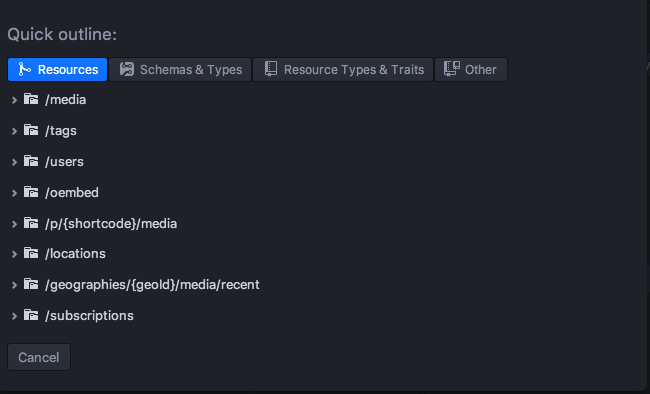 Quick outline:
Resources Schemas & Types Resource Types & Traits Other
/media
/tags
/users
/oembed
/p/{shortcode}/media
/locations
/geographies/{geoId}/media/recent
/subscriptions
Cancel